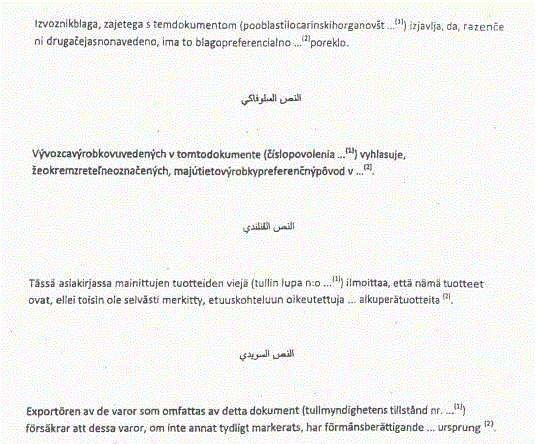 Izvoznikblaga, zajetega s temdokumentom (pooblastilocarinskihorganovšt ...(1)) izjavlja, da, razenče
ni drugačejasnonavedeno, ima to blagopreferencialno ...(2)poreklo.
النص السلوفاكي
Vývozcavýrobkovuvedených v tomtodokumente (číslopovolenia ...(1)) vyhlasuje,
žeokremzreteľneoznačených, majútietovýrobkypreferenčnýpôvod v ...(2).
النص الفنلندي
Tässä asiakirjassa mainittujen tuotteiden viejä (tullin lupa n:o ...(1)) ilmoittaa, että nämä tuotteet
ovat, ellei toisin ole selvästi merkitty, etuuskohteluun oikeutettuja ... alkuperätuotteita (2).
النص السويدي
Exportören av de varor som omfattas av detta dokument (tullmyndighetens tillstånd nr. ...(1))
försäkrar att dessa varor, om inte annat tydligt markerats, har förmånsberättigande ... ursprung (2).